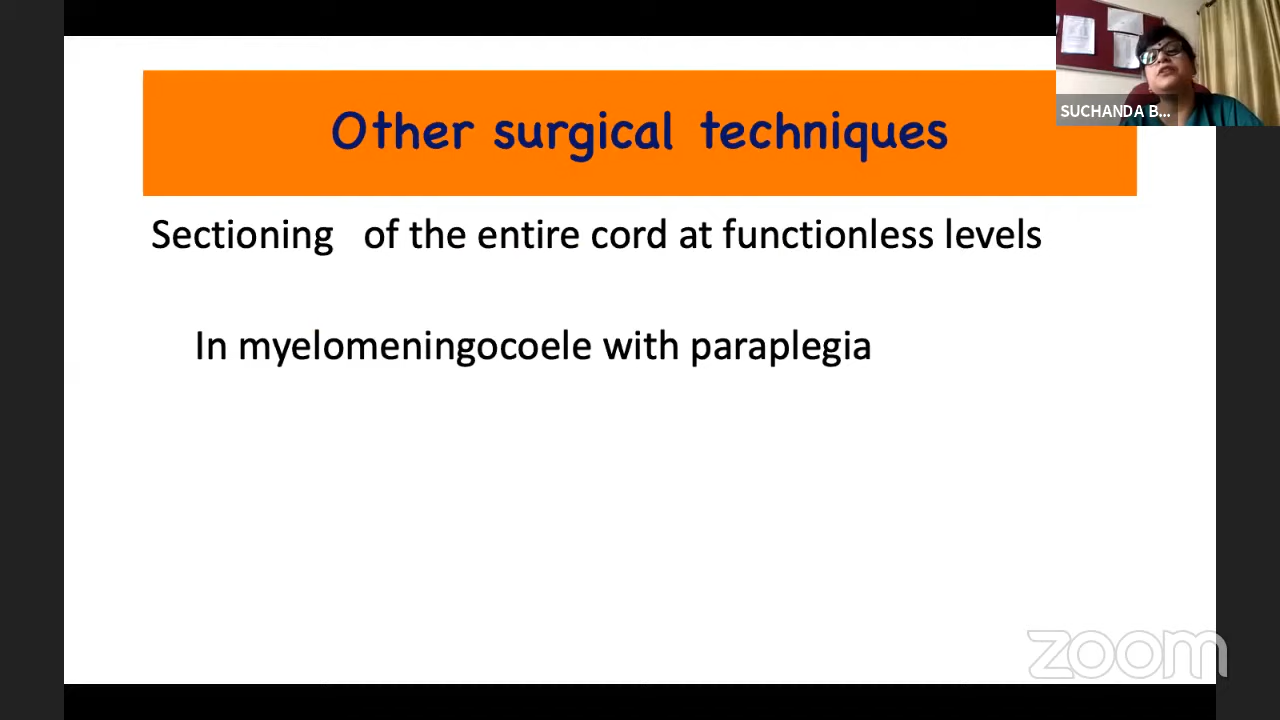 Other surgical techniques
SUCHANDA B...
Sectioning of the entire cord at functionless levels
In myelomeningocoele with paraplegia
zoom